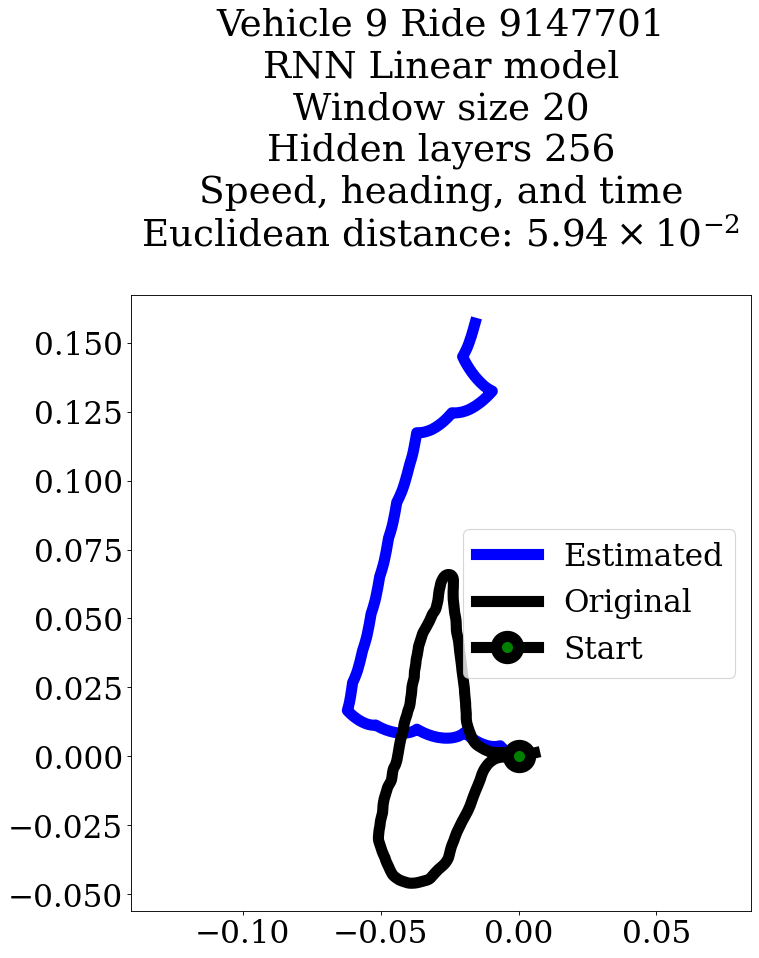 Vehicle 9 Ride 9147701
RNN Linear model
Window size 20
Hidden layers 256
Speed, heading, and time
Euclidean distance: 5.94 × 10⁻²
0.150
0.125
0.100
0.075
0.050
0.025
0.000
−0.025
−0.050
Estimated
Original
Start
−0.10
−0.05
0.00
0.05